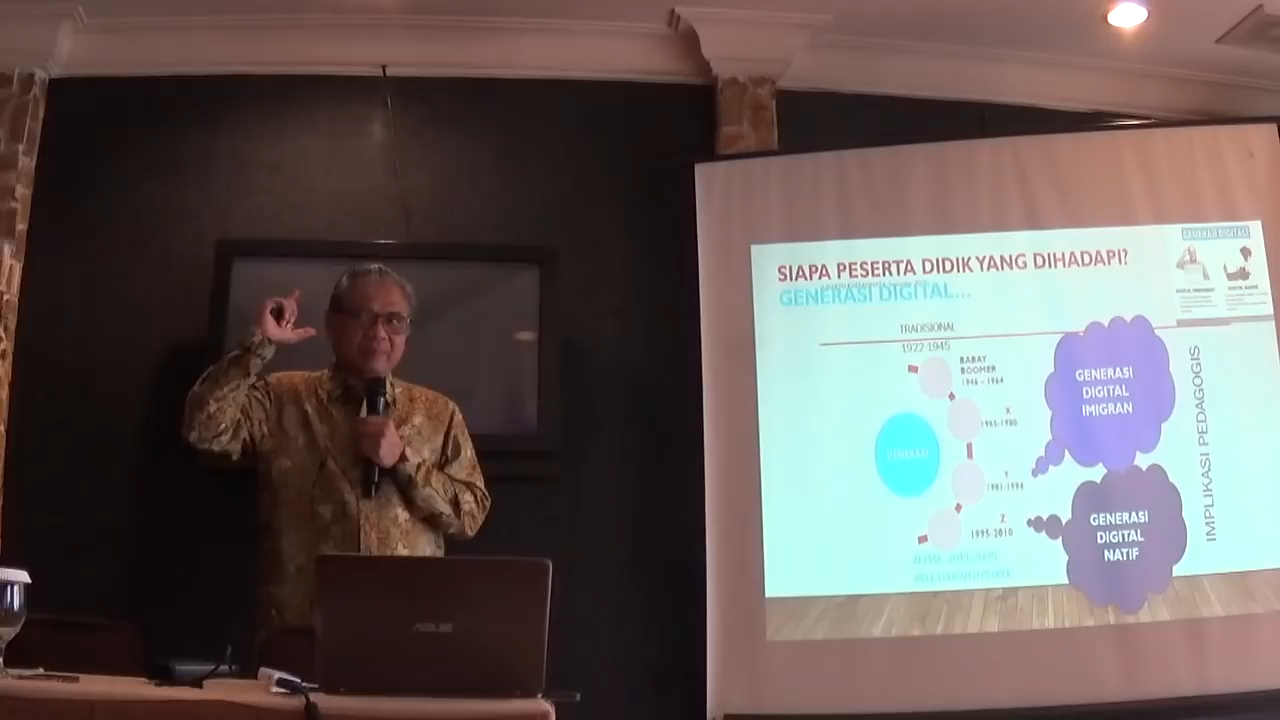 SIAPA PESERTA DIDIK YANG DIHADAPI?
GENERASI DIGITAL...
GENERASI DIGITAL
TRADISIONAL
1922-1945
BABAY
BOOMER
1946 – 1964
X
1965-1980
GENERASI
Y
1981-1994
Z
1995-2010
GENERASI
DIGITAL
IMIGRAN
GENERASI
DIGITAL
NATIF
IMPLIKASI PEDAGOGIS
ASUS